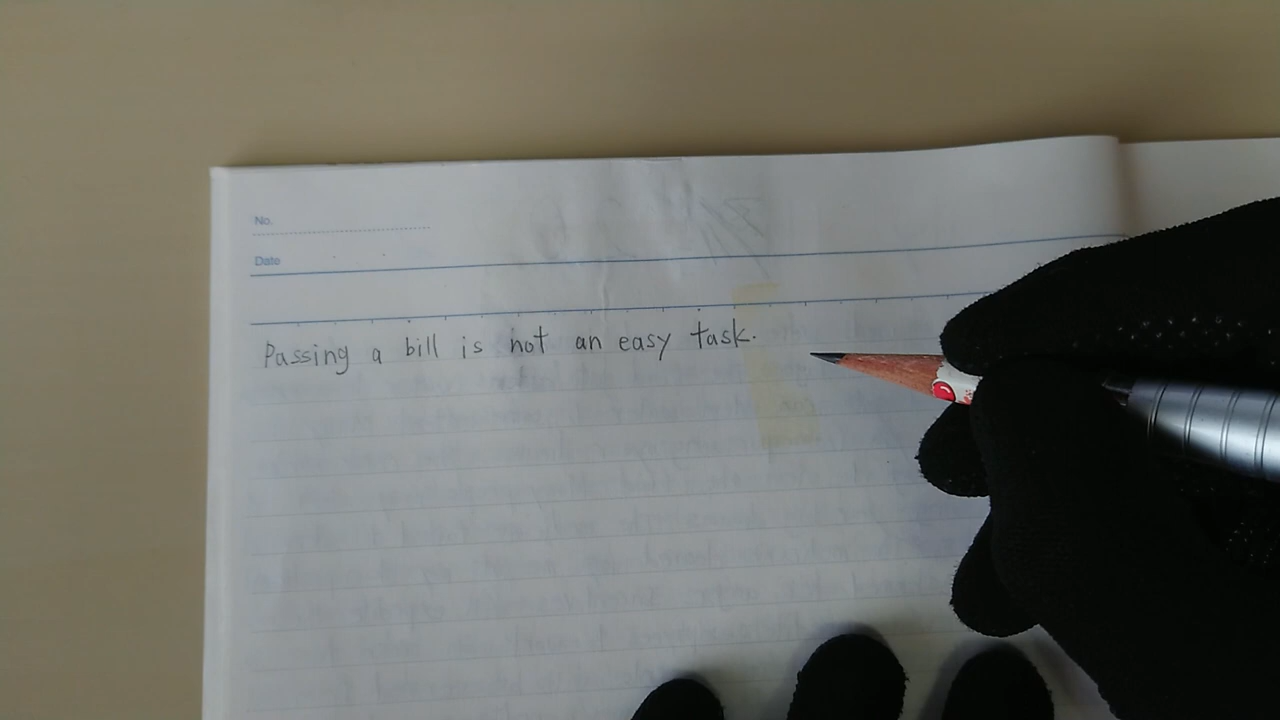 No.
Date
Passing a bill is not an easy task.